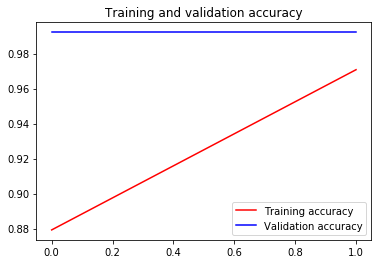 Training and validation accuracy
0.98
0.96
0.94
0.92
0.90
0.88
0.0 0.2 0.4 0.6 0.8 1.0
Training accuracy
Validation accuracy